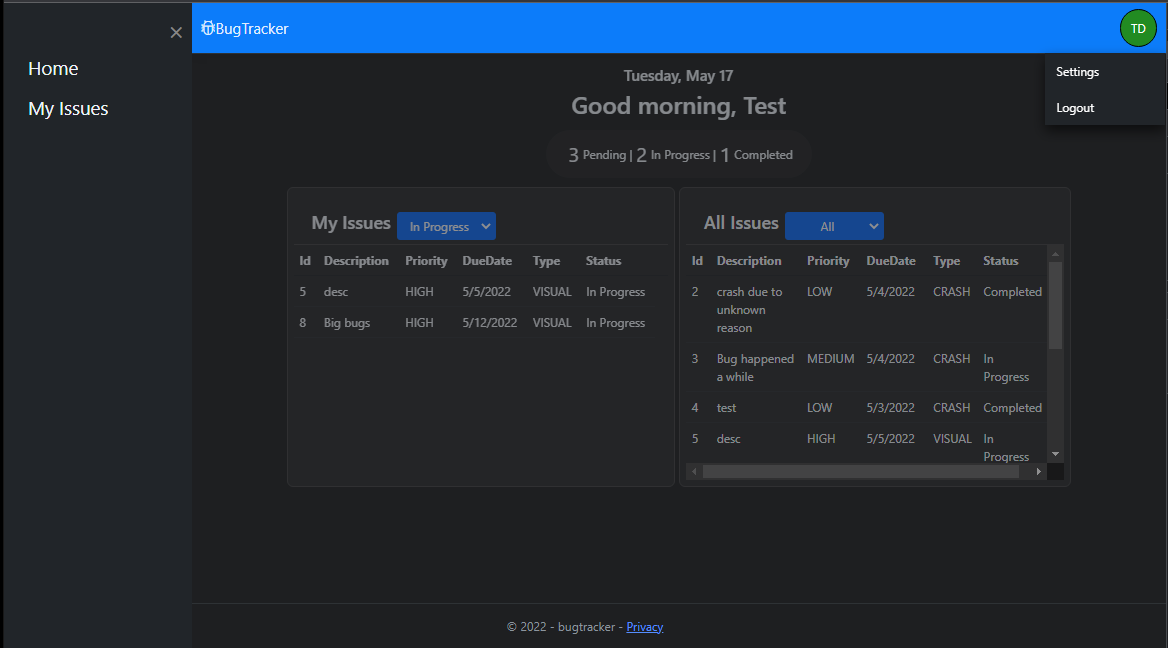 Home
My Issues
BugTracker
TD
Settings
Logout
Tuesday, May 17
Good morning, Test
3 Pending | 2 In Progress | 1 Completed
My Issues In Progress
Id Description Priority DueDate Type Status
5 desc HIGH 5/5/2022 VISUAL In Progress
8 Big bugs HIGH 5/12/2022 VISUAL In Progress
All Issues All
Id Description Priority DueDate Type Status
2 crash due to LOW 5/4/2022 CRASH Completed
unknown
reason
3 Bug happened MEDIUM 5/4/2022 CRASH In
a while Progress
4 test LOW 5/3/2022 CRASH Completed
5 desc HIGH 5/5/2022 VISUAL In
Progress
© 2022 - bugtracker - Privacy